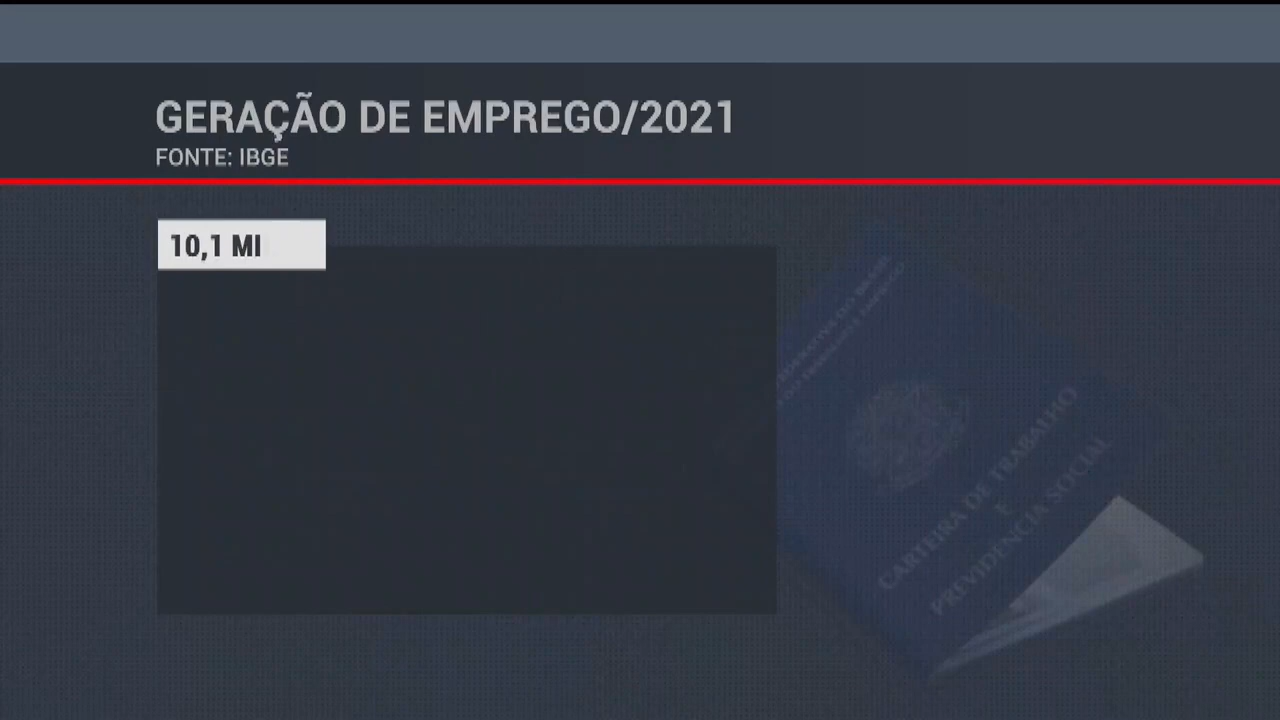 GERAÇÃO DE EMPREGO/2021
FONTE: IBGE
10,1 MI
CARTEIRA DE TRABALHO
E
PREVIDÊNCIA SOCIAL